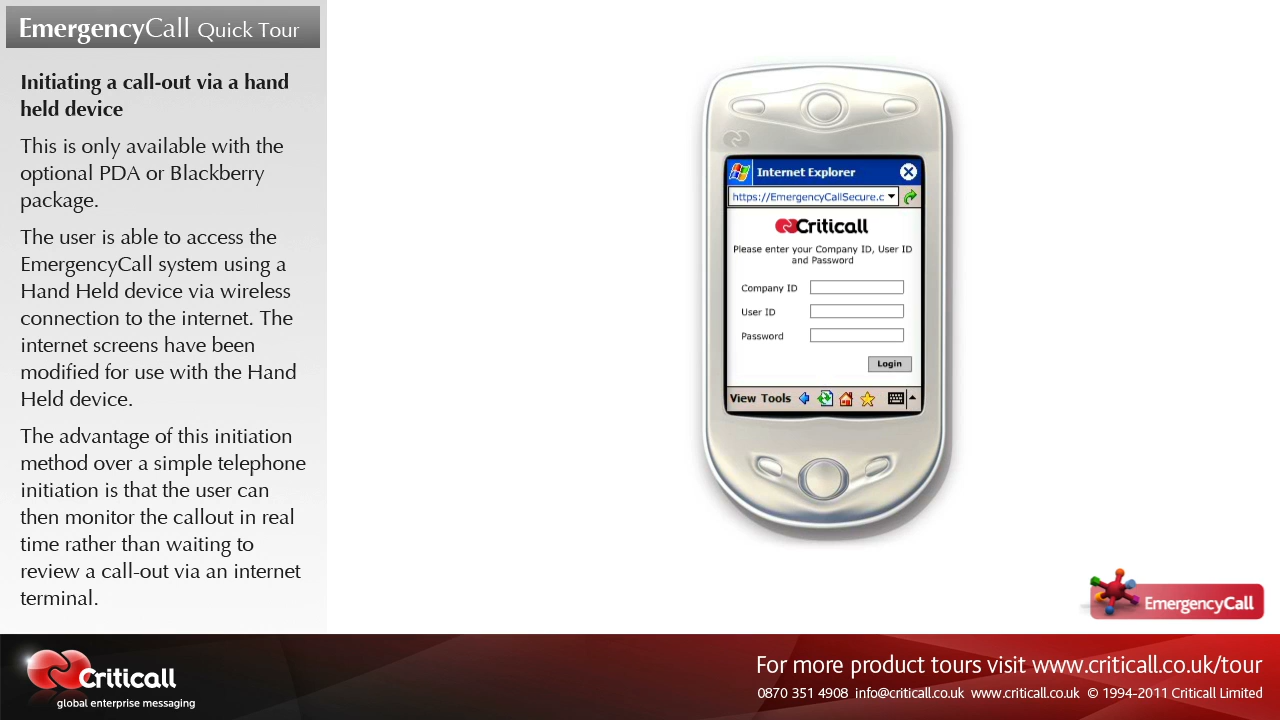 EmergencyCall Quick Tour
Initiating a call-out via a hand
held device
This is only available with the
optional PDA or Blackberry
package.
The user is able to access the
EmergencyCall system using a
Hand Held device via wireless
connection to the internet. The
internet screens have been
modified for use with the Hand
Held device.
The advantage of this initiation
method over a simple telephone
initiation is that the user can
then monitor the callout in real
time rather than waiting to
review a call-out via an internet
terminal.
Internet Explorer
https://EmergencyCallSecure.c
Criticall
Please enter your Company ID, User ID
and Password
Company ID
User ID
Password
Login
View Tools
EmergencyCall
Criticall
global enterprise messaging
For more product tours visit www.criticall.co.uk/tour
0870 351 4908 info@criticall.co.uk www.criticall.co.uk © 1994-2011 Criticall Limited